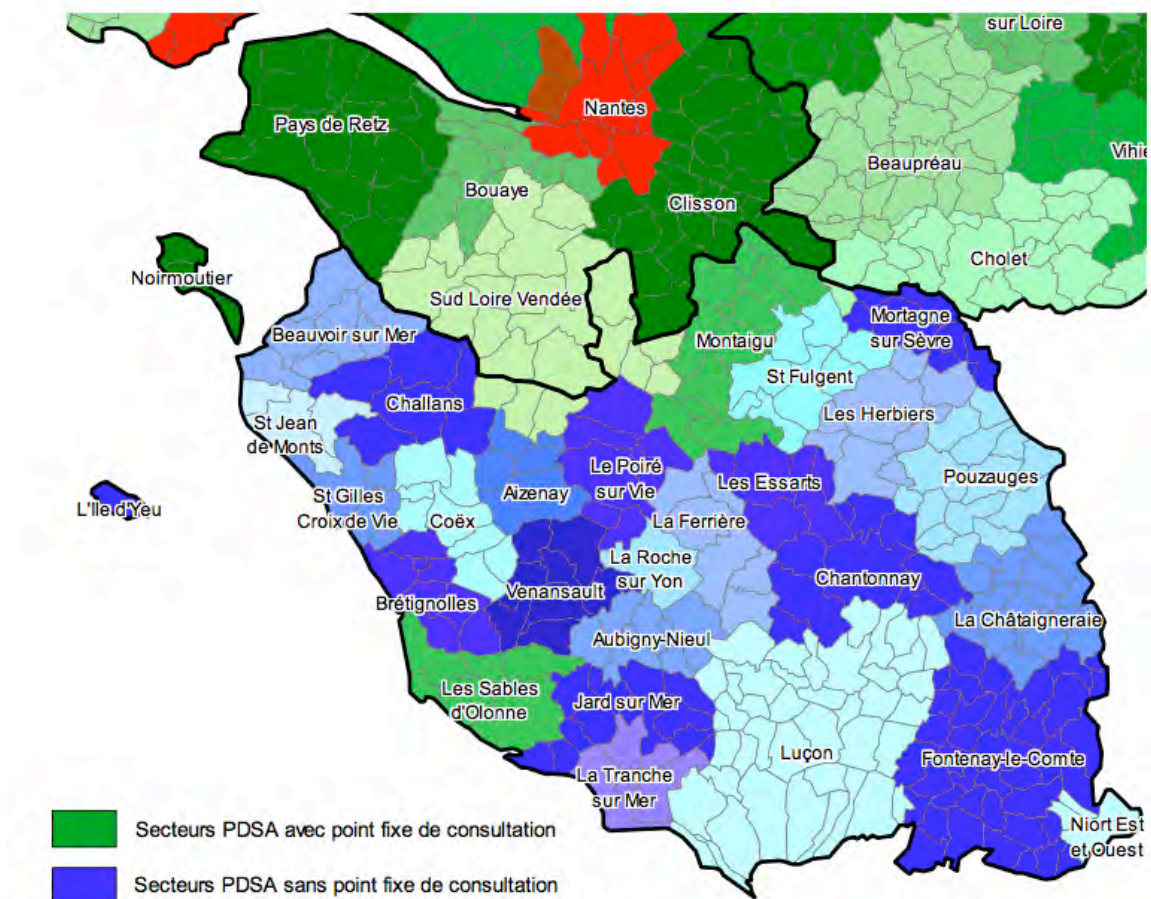 sur Loire
Nantes
Pays de Retz
Beaupréau
Vihie
Bouaye
Clisson
Cholet
Noirmoutier
Sud Loire Vendée
Beauvoir sur Mer
Mortagne
sur Sèvre
Montaigu
St Fulgent
Challans
Les Herbiers
St Jean
de Monts
Le Poiré
sur Vie
Les Essarts
Pouzauges
L'Ile d'Yeu
St Gilles
Croix de Vie
Coëx
Aizenay
La Ferrière
La Roche
sur Yon
Chantonnay
Venansault
Brétignolles
La Châtaigneraie
Aubigny-Nieul
Les Sables
d'Olonne
Jard sur Mer
Luçon
Fontenay-le-Comte
La Tranche
sur Mer
Niort Est
et Ouest
Secteurs PDSA avec point fixe de consultation
Secteurs PDSA sans point fixe de consultation